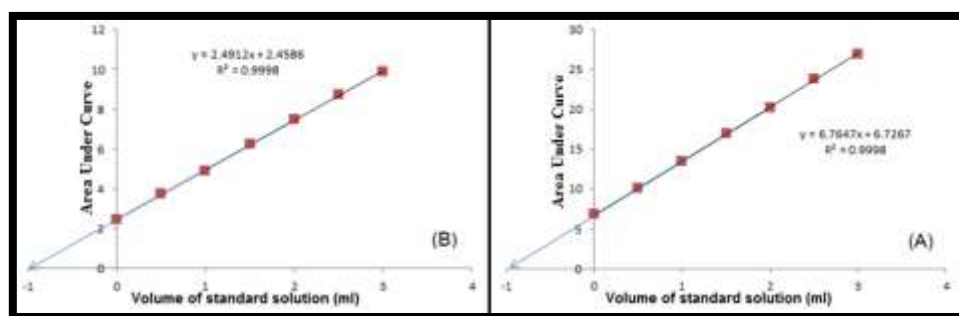 12
10
8
6
4
2
0
-1
0
1
2
3
4
Area Under Curve
y = 2.4912x + 2.4586
R² = 0.9998
(B)
Volume of standard solution (ml)
30
25
20
15
10
5
0
-1
0
1
2
3
4
Area Under Curve
y = 6.7647x + 6.7267
R² = 0.9998
(A)
Volume of standard solution (ml)